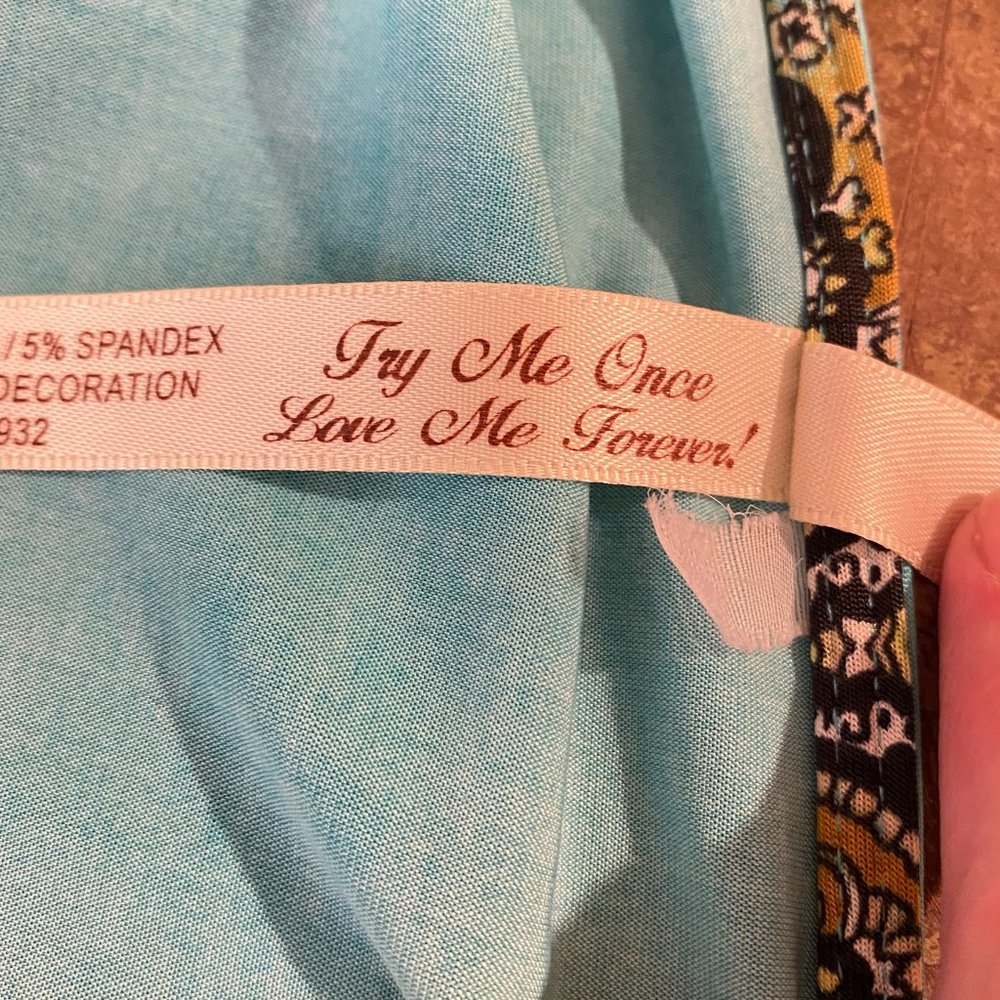 / 5% SPANDEX
DECORATION
932
Try Me Once
Love Me Forever!